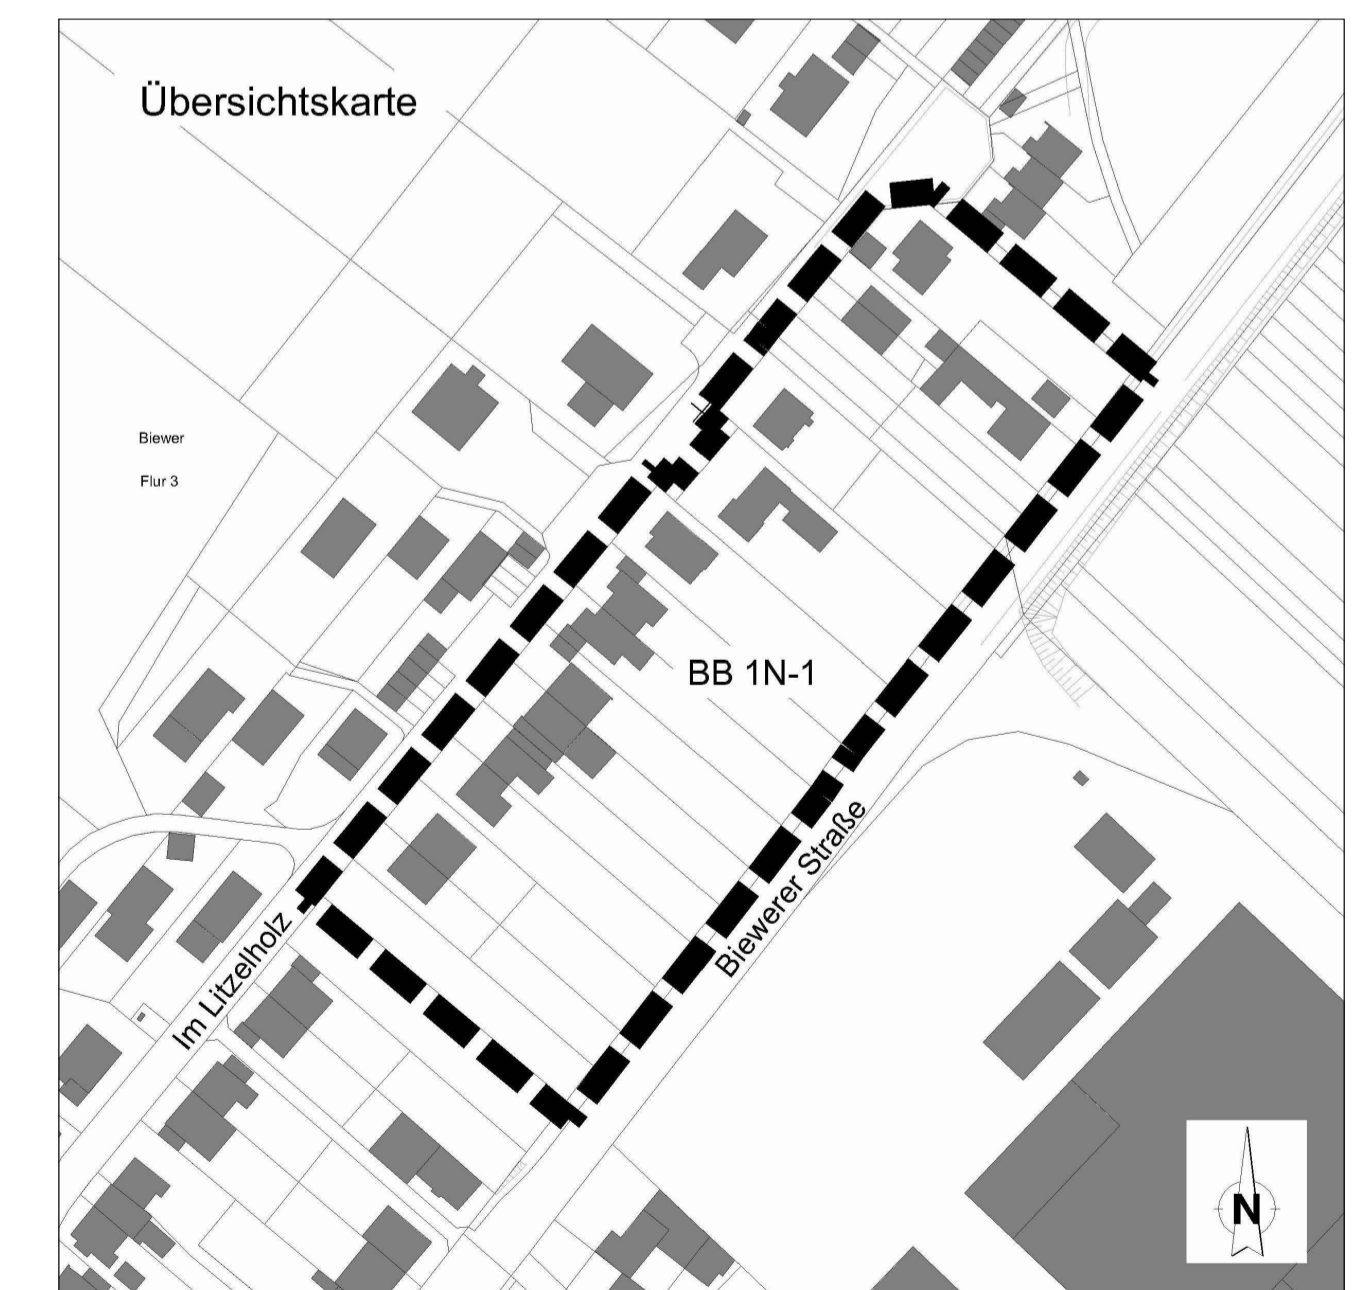 Übersichtskarte
Biewer
Flur 3
BB 1N-1
Biewerer Straße
Im Litzelholz
N